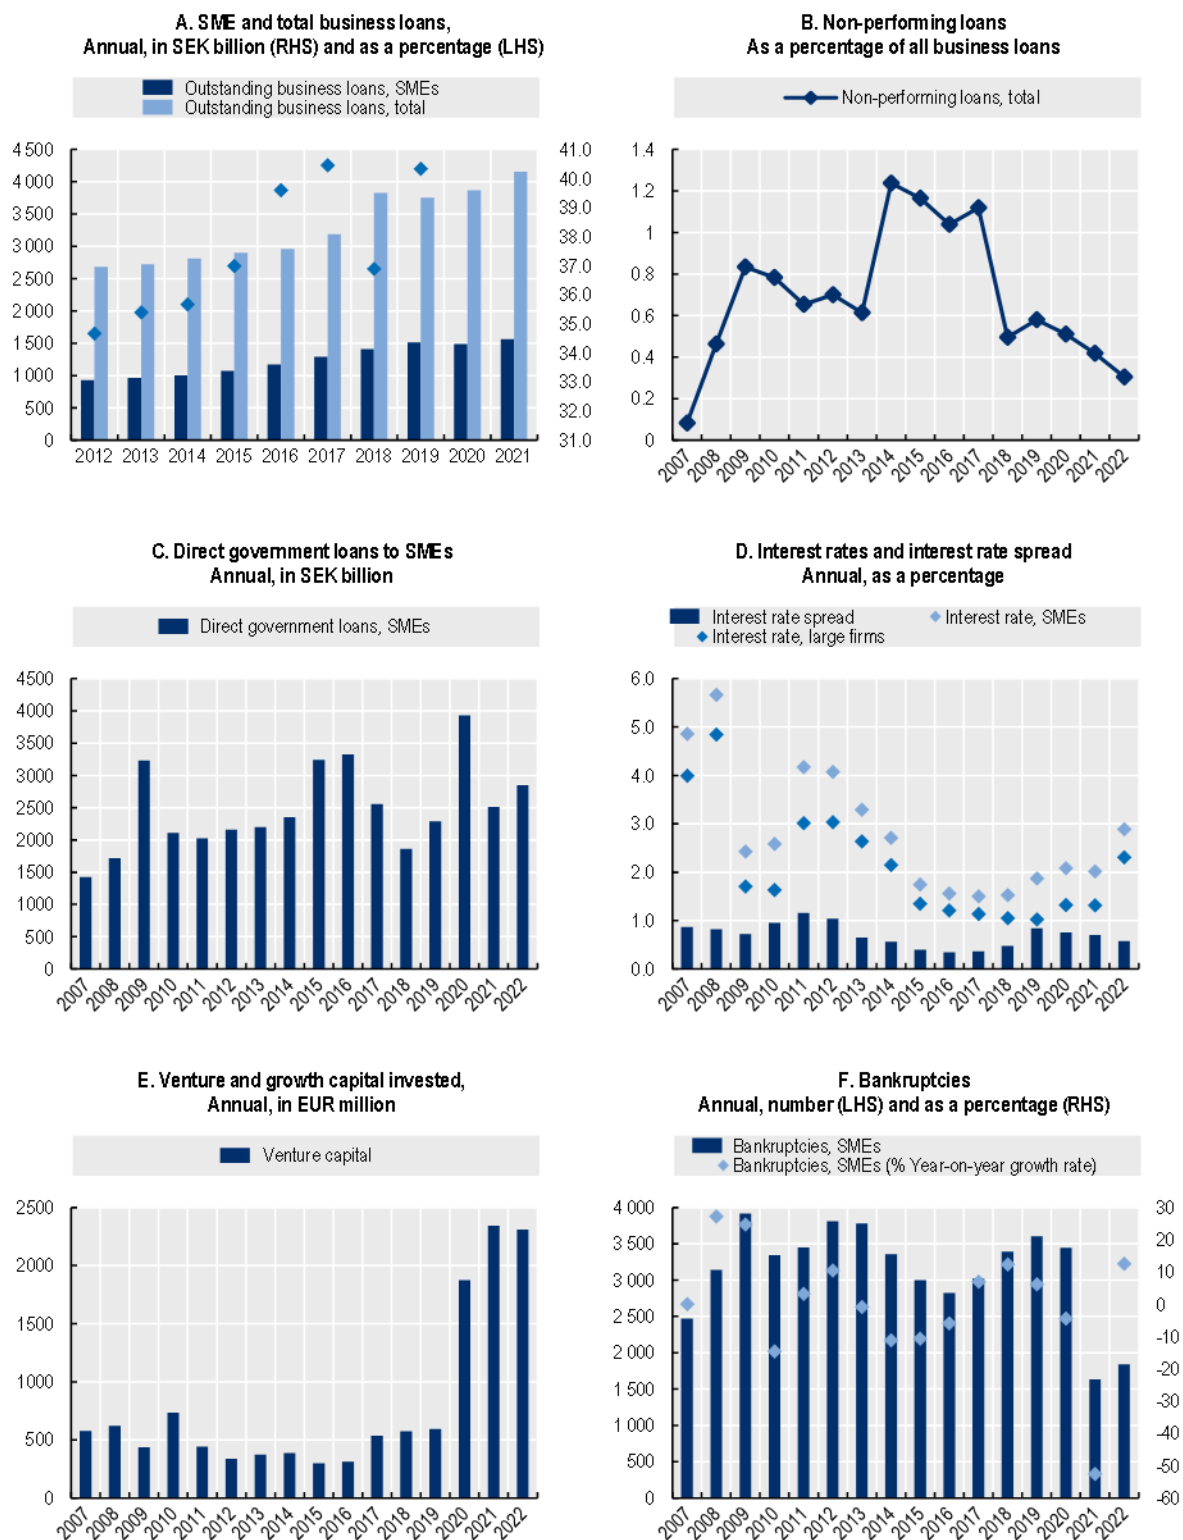 A. SME and total business loans,
Annual, in SEK billion (RHS) and as a percentage (LHS)
Outstanding business loans, SMEs
Outstanding business loans, total
4 500
4 000
3 500
3 000
2 500
2 000
1 500
1 000
500
0
41.0
40.0
39.0
38.0
37.0
36.0
35.0
34.0
33.0
32.0
31.0
2012 2013 2014 2015 2016 2017 2018 2019 2020 2021
B. Non-performing loans
As a percentage of all business loans
Non-performing loans, total
1.4
1.2
1
0.8
0.6
0.4
0.2
0
2007 2008 2009 2010 2011 2012 2013 2014 2015 2016 2017 2018 2019 2020 2021 2022
C. Direct government loans to SMEs
Annual, in SEK billion
Direct government loans, SMEs
4500
4000
3500
3000
2500
2000
1500
1000
500
0
2007 2008 2009 2010 2011 2012 2013 2014 2015 2016 2017 2018 2019 2020 2021 2022
D. Interest rates and interest rate spread
Annual, as a percentage
Interest rate spread
Interest rate, SMEs
Interest rate, large firms
6.0
5.0
4.0
3.0
2.0
1.0
0.0
2007 2008 2009 2010 2011 2012 2013 2014 2015 2016 2017 2018 2019 2020 2021 2022
E. Venture and growth capital invested,
Annual, in EUR million
Venture capital
2500
2000
1500
1000
500
0
2007 2008 2009 2010 2011 2012 2013 2014 2015 2016 2017 2018 2019 2020 2021 2022
F. Bankruptcies
Annual, number (LHS) and as a percentage (RHS)
Bankruptcies, SMEs
Bankruptcies, SMEs (% Year-on-year growth rate)
4 000
3 500
3 000
2 500
2 000
1 500
1 000
500
0
30
20
10
0
-10
-20
-30
-40
-50
-60
2007 2008 2009 2010 2011 2012 2013 2014 2015 2016 2017 2018 2019 2020 2021 2022